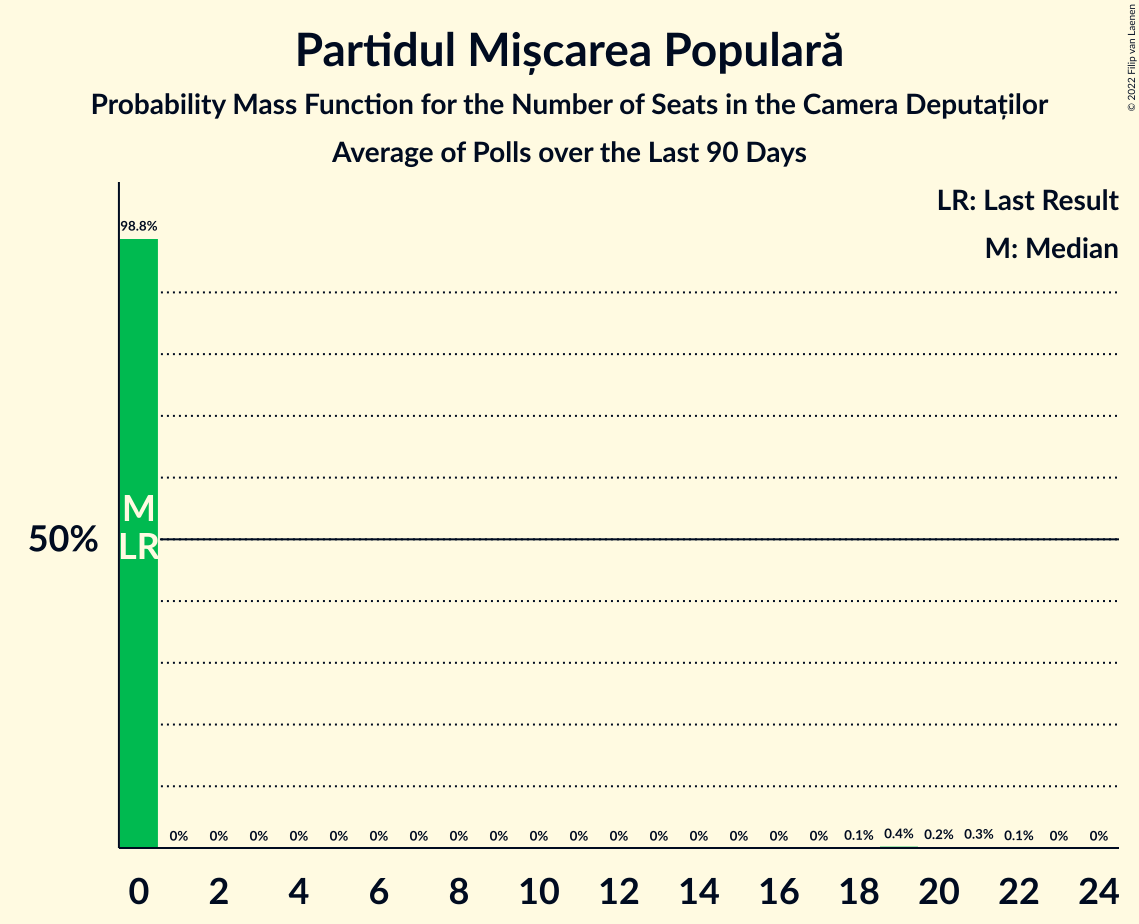 Partidul Mișcarea Populară
Probability Mass Function for the Number of Seats in the Camera Deputaților
Average of Polls over the Last 90 Days
© 2022 Filip van Laenen
LR: Last Result
M: Median
98.8%
M
LR
50%
0% 0% 0% 0% 0% 0% 0% 0% 0% 0% 0% 0% 0% 0% 0% 0% 0% 0.1% 0.4% 0.2% 0.3% 0.1% 0% 0%
0 2 4 6 8 10 12 14 16 18 20 22 24